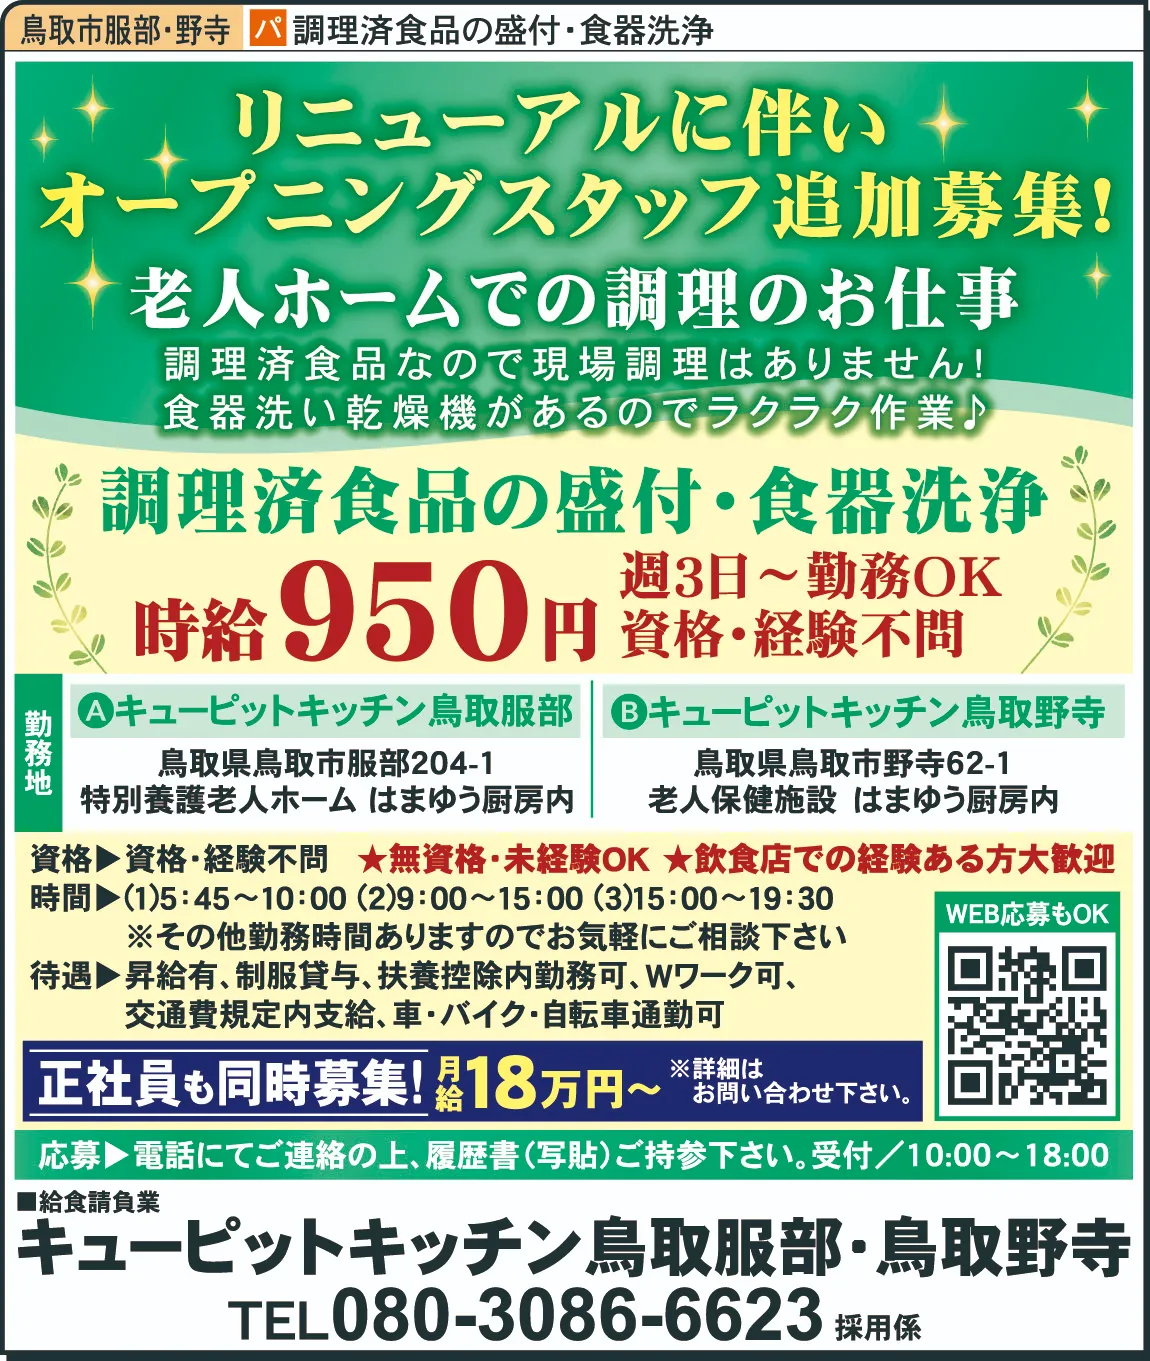 鳥取市服部・野寺 パ 調理済食品の盛付・食器洗浄
リニューアルに伴い
オープニングスタッフ追加募集!
老人ホームでの調理のお仕事
調理済食品なので現場調理はありません!
食器洗い乾燥機があるのでラクラク作業♪
調理済食品の盛付・食器洗浄
時給950円
週3日〜勤務OK
資格・経験不問
勤務地
Aキューピットキッチン鳥取服部
鳥取県鳥取市服部204-1
特別養護老人ホーム はまゆう厨房内
Bキューピットキッチン鳥取野寺
鳥取県鳥取市野寺62-1
老人保健施設 はまゆう厨房内
資格▶資格・経験不問 ★無資格・未経験OK ★飲食店での経験ある方大歓迎
時間▶(1)5:45〜10:00 (2)9:00〜15:00 (3)15:00〜19:30
※その他勤務時間ありますのでお気軽にご相談下さい
待遇▶昇給有、制服貸与、扶養控除内勤務可、Wワーク可、
交通費規定内支給、車・バイク・自転車通勤可
WEB応募もOK
正社員も同時募集! 月給18万円〜
※詳細は
お問い合わせ下さい。
応募▶電話にてご連絡の上、履歴書(写貼)ご持参下さい。受付/10:00〜18:00
■給食請負業
キューピットキッチン鳥取服部・鳥取野寺
TEL080-3086-6623 採用係